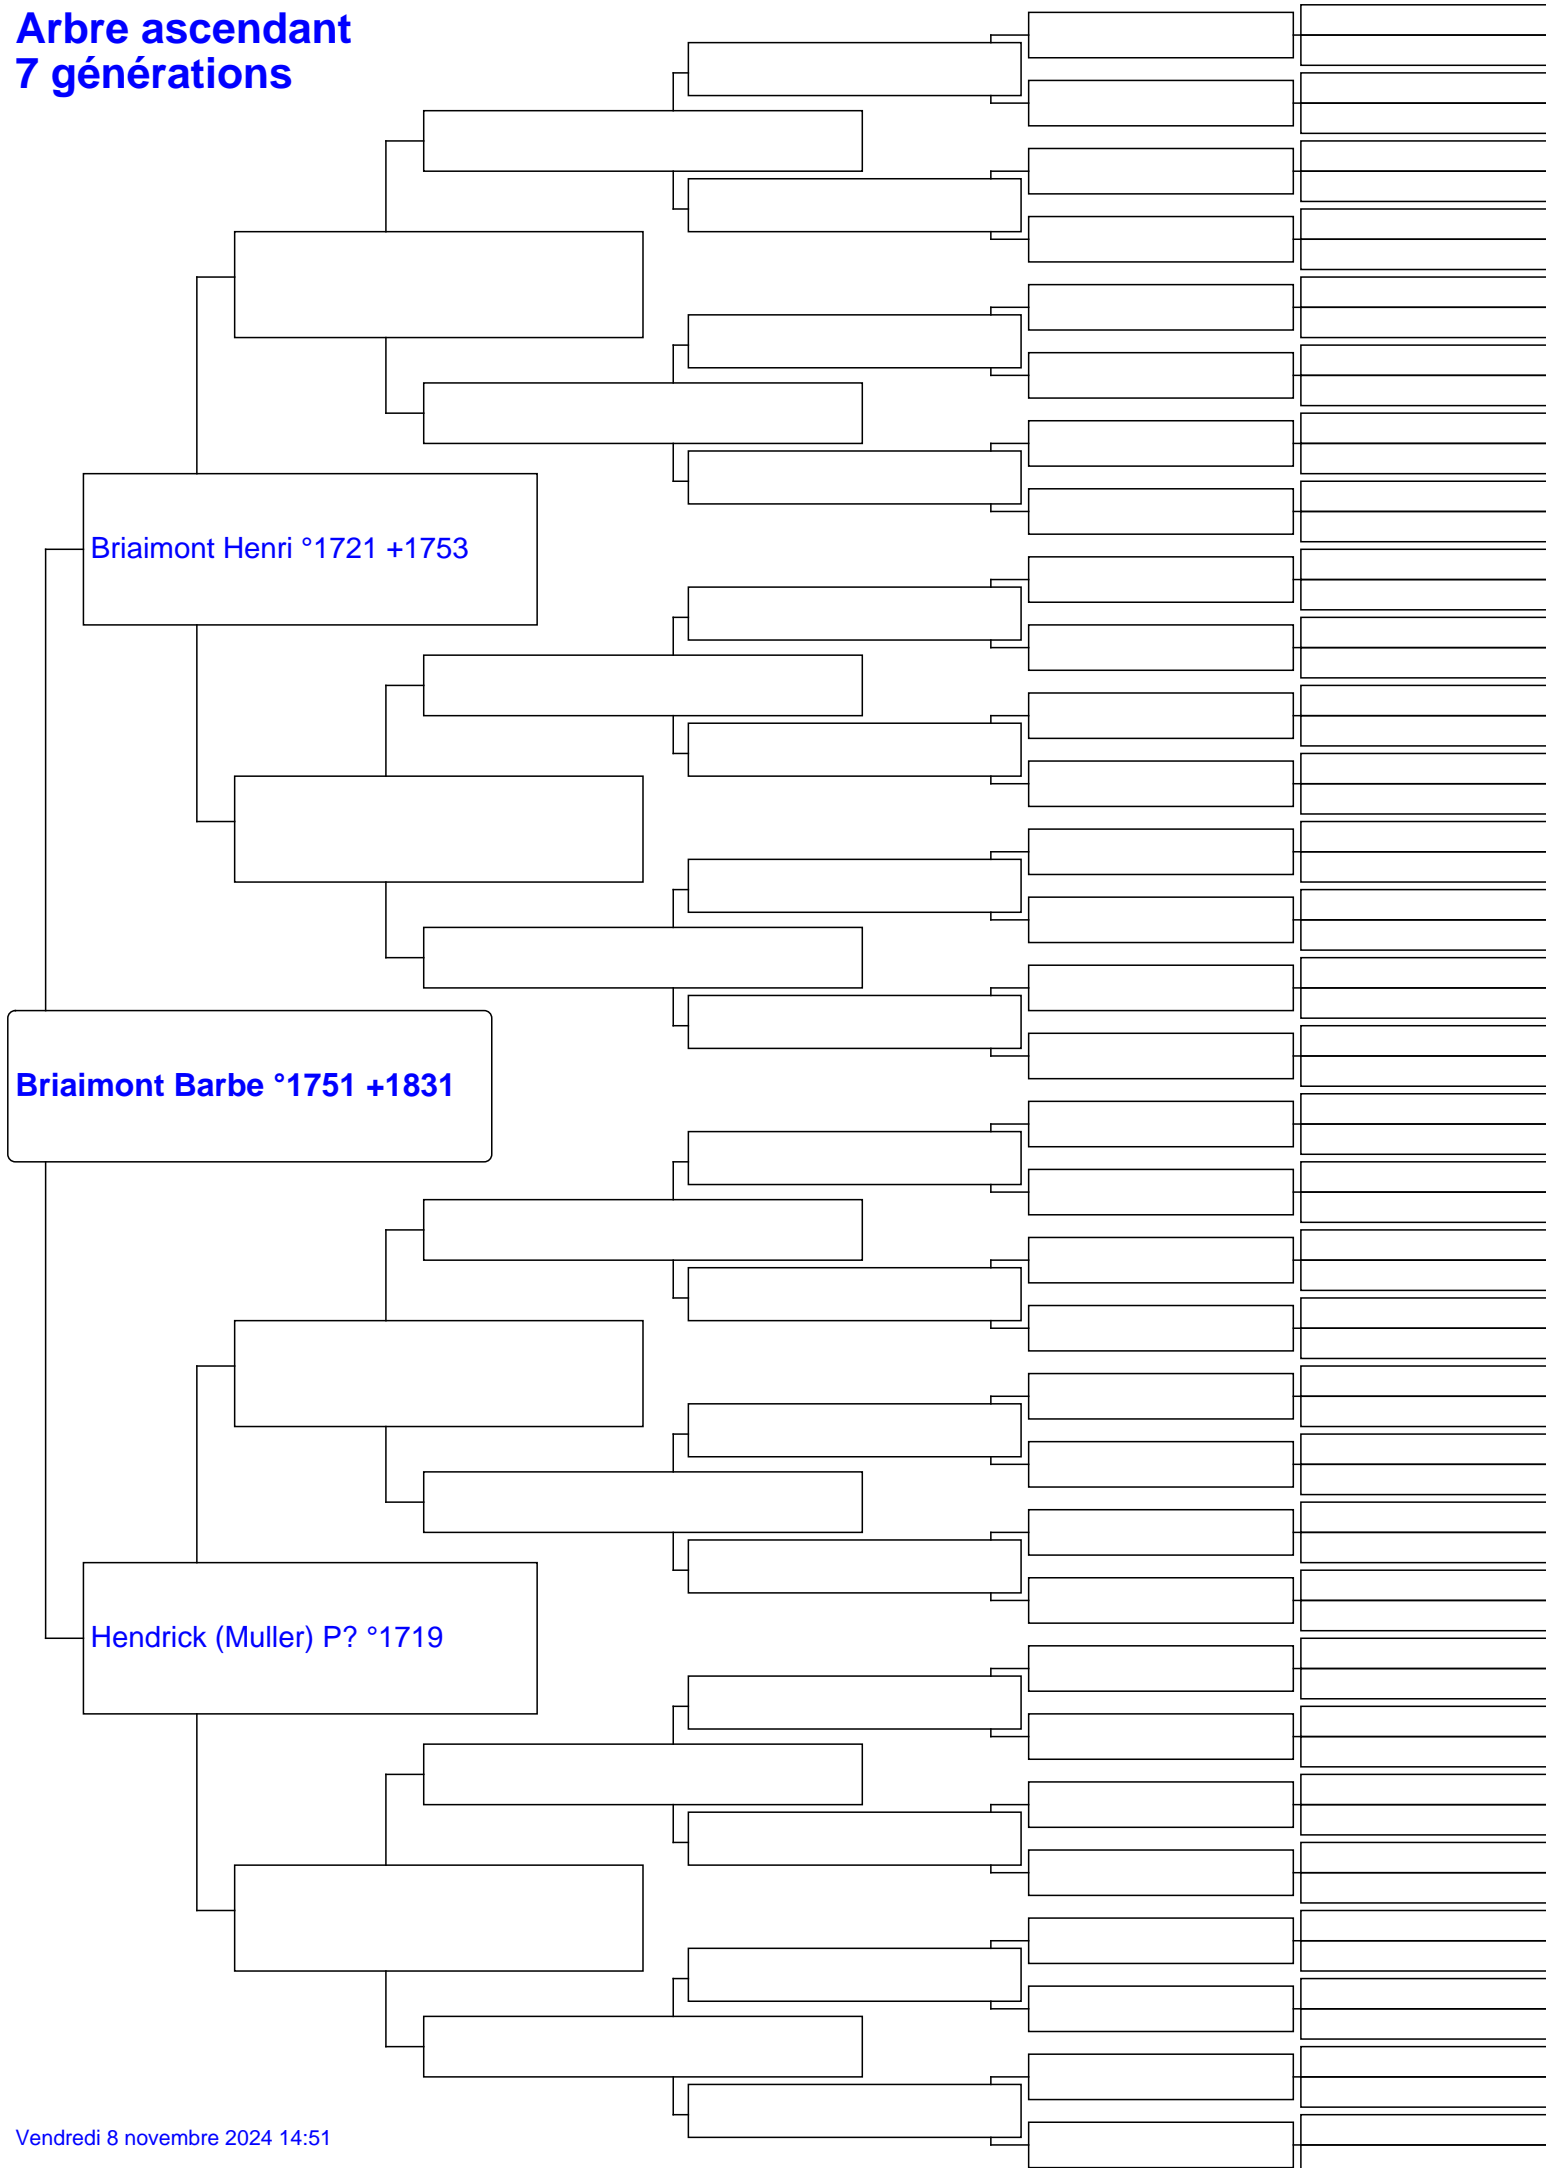 Arbre ascendant
7 générations
Briaimont Henri °1721 +1753
Briaimont Barbe °1751 +1831
Hendrick (Muller) P? °1719
Vendredi 8 novembre 2024 14:51